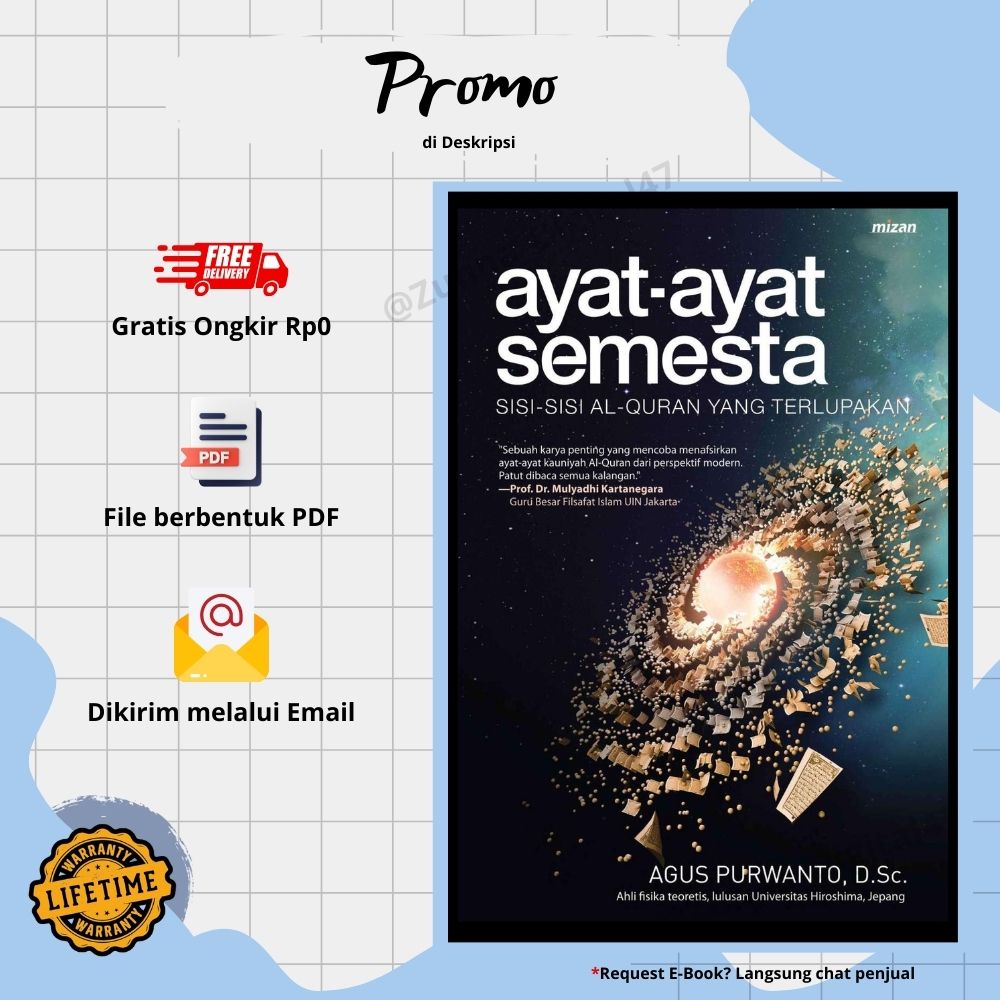 Promo
di Deskripsi
FREE
DELIVERY
Gratis Ongkir Rp0
PDF
File berbentuk PDF
@
Dikirim melalui Email
WARRANTY
LIFETIME
WARRANTY
mizan
ayat-ayat
semesta
SISI-SISI AL-QURAN YANG TERLUPAKAN
"Sebuah karya penting yang mencoba menafsirkan
ayat-ayat kauniyah Al-Quran dari perspektif modern.
Patut dibaca semua kalangan."
—Prof. Dr. Mulyadhi Kartanegara
Guru Besar Filsafat Islam UIN Jakarta
AGUS PURWANTO, D.Sc.
Ahli fisika teoretis, lulusan Universitas Hiroshima, Jepang
*Request E-Book? Langsung chat penjual